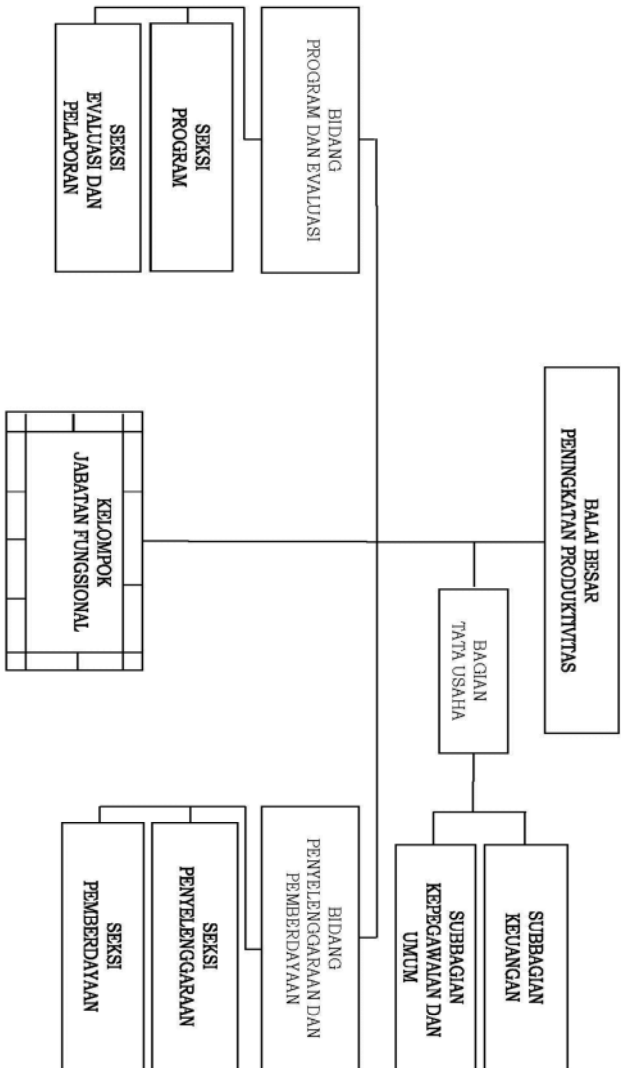 BALAI BESAR
PENINGKATAN PRODUKTIVITAS
BAGIAN
TATA USAHA
SUBBAGIAN
KEUANGAN
SUBBAGIAN
KEPEGAWAIAN DAN
UMUM
BIDANG
PROGRAM DAN EVALUASI
SEKSI
PROGRAM
SEKSI
EVALUASI DAN
PELAPORAN
BIDANG
PENYELENGGARAAN DAN
PEMBERDAYAAN
SEKSI
PENYELENGGARAAN
SEKSI
PEMBERDAYAAN
KELOMPOK
JABATAN FUNGSIONAL